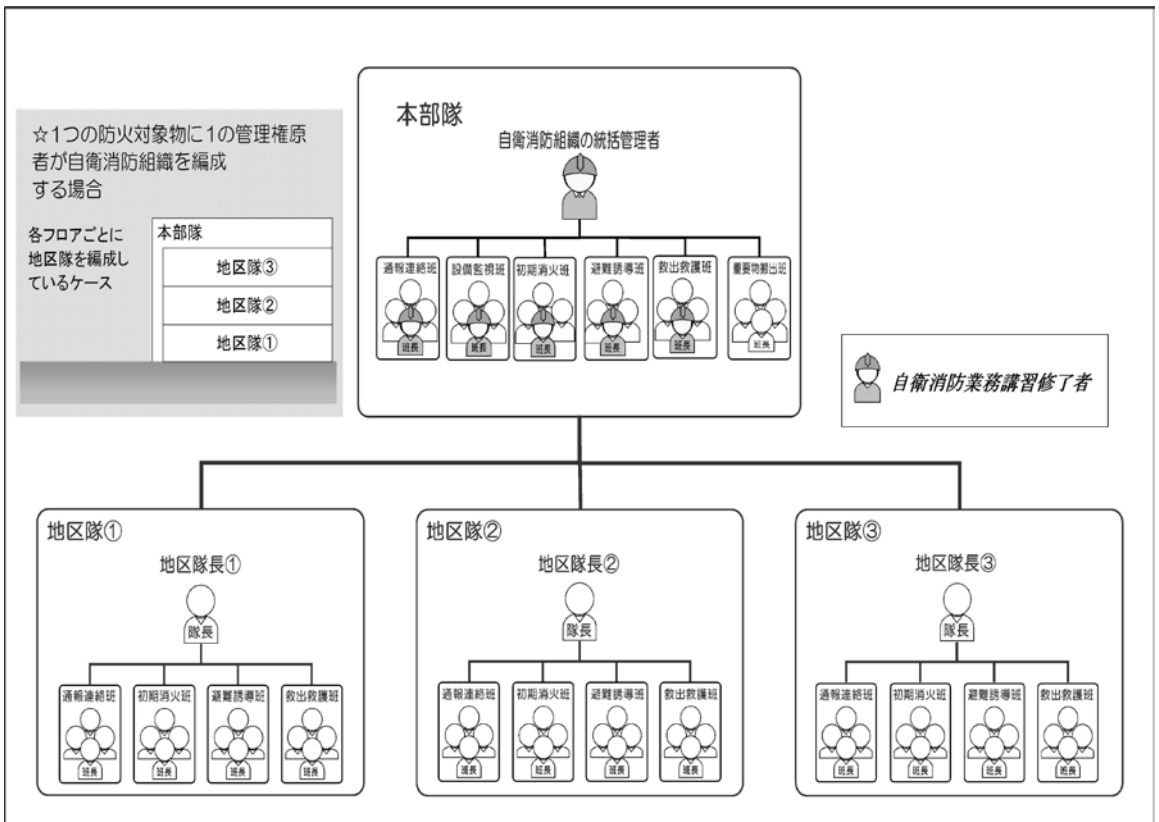 ☆1つの防火対象物に1の管理権原
者が自衛消防組織を編成
する場合
各フロアごとに
地区隊を編成し
ているケース
本部隊
地区隊③
地区隊②
地区隊①
本部隊
自衛消防組織の統括管理者
通報連絡班
設備監視班
初期消火班
避難誘導班
救出救護班
重要物搬出班
班長
班長
班長
班長
班長
班長
自衛消防業務講習修了者
地区隊①
地区隊長①
隊長
通報連絡班
初期消火班
避難誘導班
救出救護班
班長
班長
班長
班長
地区隊②
地区隊長②
隊長
通報連絡班
初期消火班
避難誘導班
救出救護班
班長
班長
班長
班長
地区隊③
地区隊長③
隊長
通報連絡班
初期消火班
避難誘導班
救出救護班
班長
班長
班長
班長